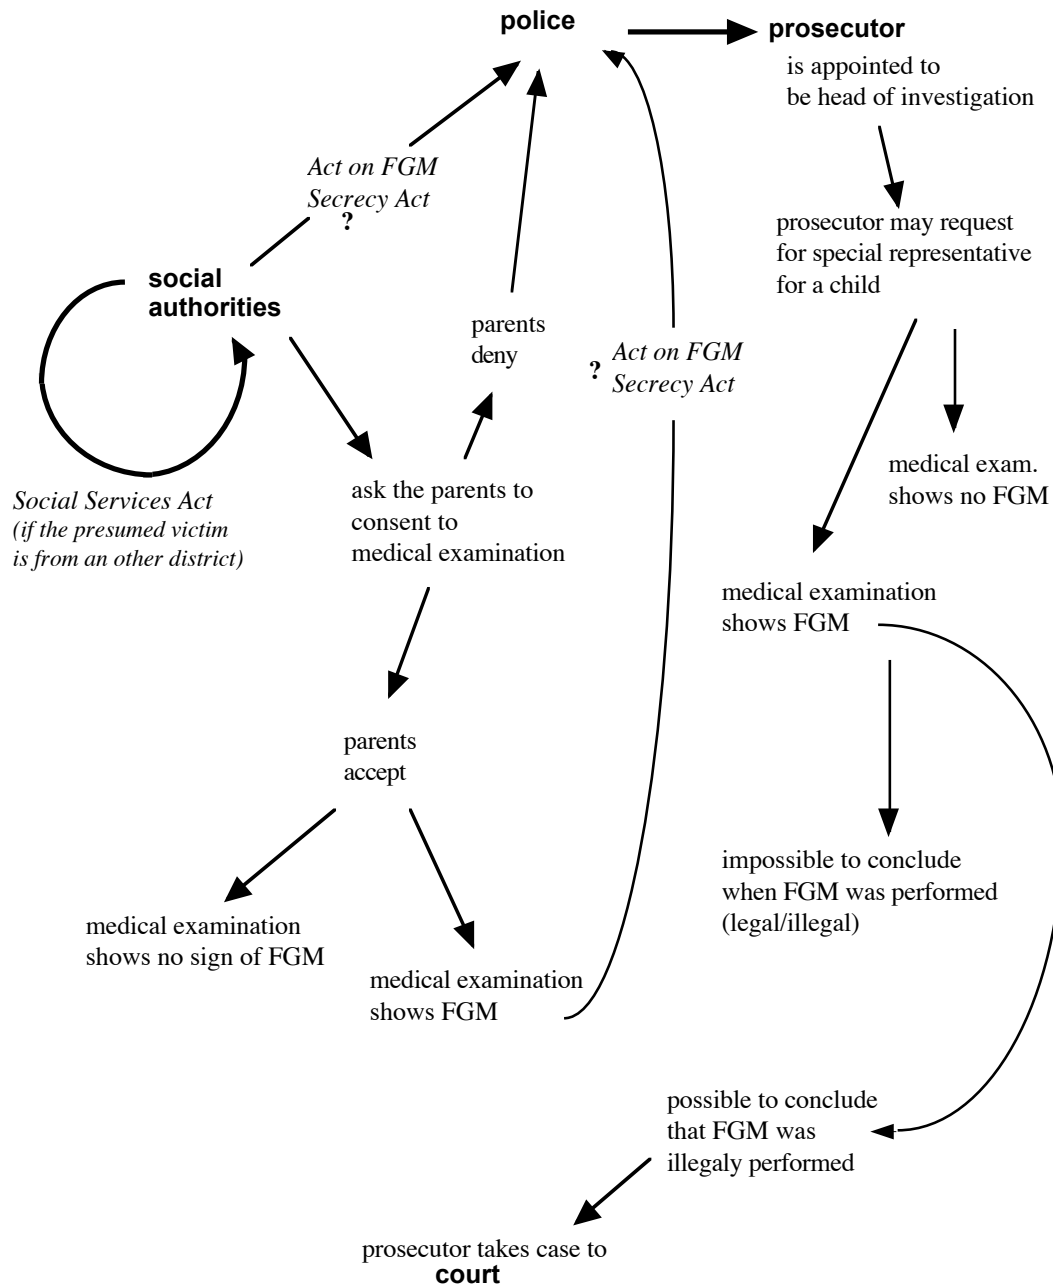 police
prosecutor
is appointed to
be head of investigation
Act on FGM
Secrecy Act
?
prosecutor may request
for special representative
for a child
social
authorities
parents
deny
?
Act on FGM
Secrecy Act
medical exam.
shows no FGM
Social Services Act
(if the presumed victim
is from an other district)
ask the parents to
consent to
medical examination
medical examination
shows FGM
parents
accept
impossible to conclude
when FGM was performed
(legal/illegal)
medical examination
shows no sign of FGM
medical examination
shows FGM
possible to conclude
that FGM was
illegaly performed
prosecutor takes case to
court